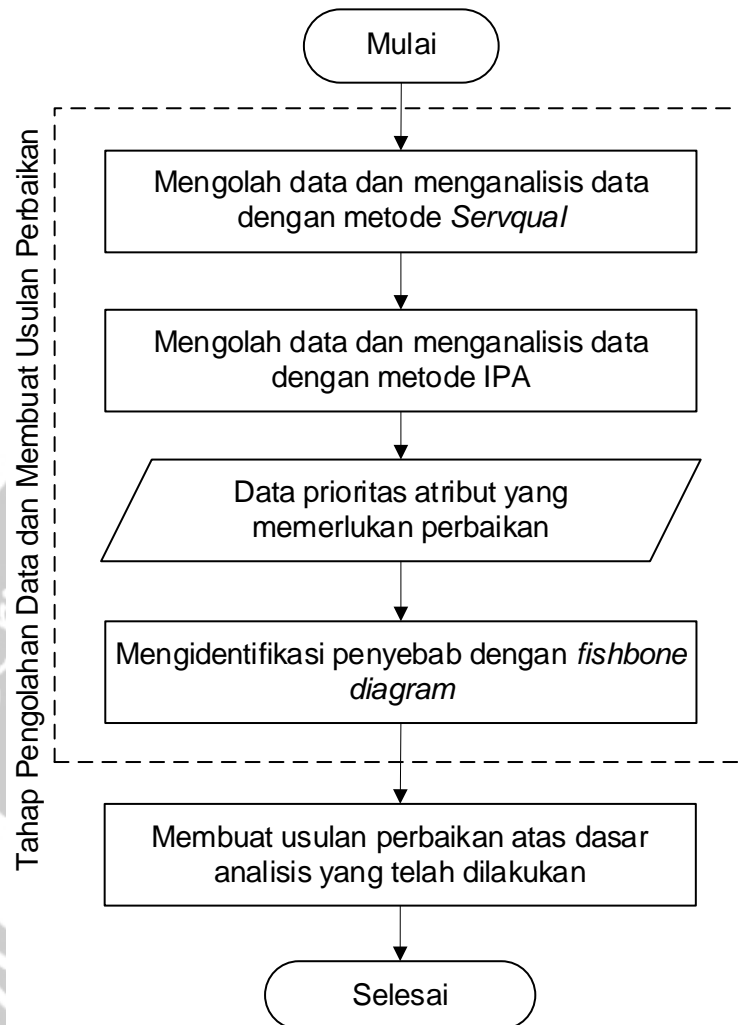 Mulai
Tahap Pengolahan Data dan Membuat Usulan Perbaikan
Mengolah data dan menganalisis data
dengan metode Servqual
Mengolah data dan menganalisis data
dengan metode IPA
Data prioritas atribut yang
memerlukan perbaikan
Mengidentifikasi penyebab dengan fishbone
diagram
Membuat usulan perbaikan atas dasar
analisis yang telah dilakukan
Selesai